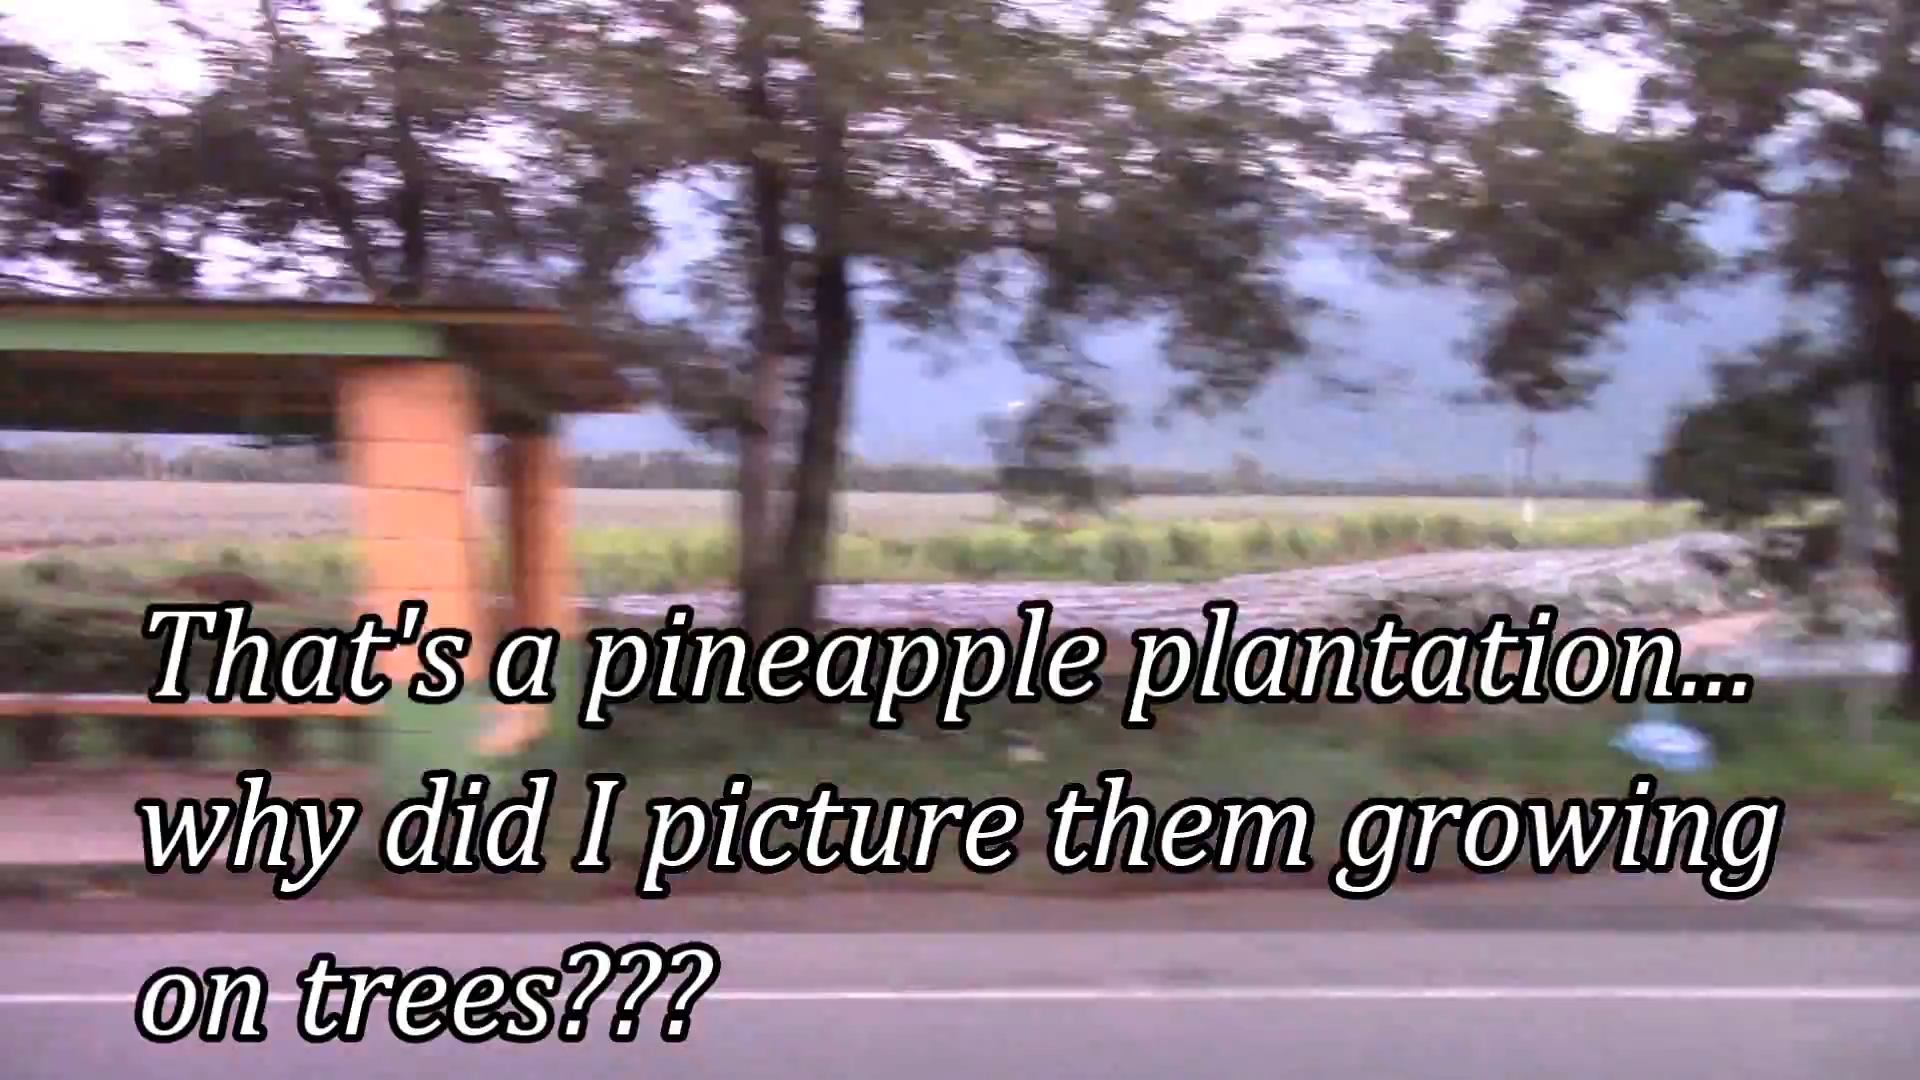 That's a pineapple plantation...
why did I picture them growing
on trees???